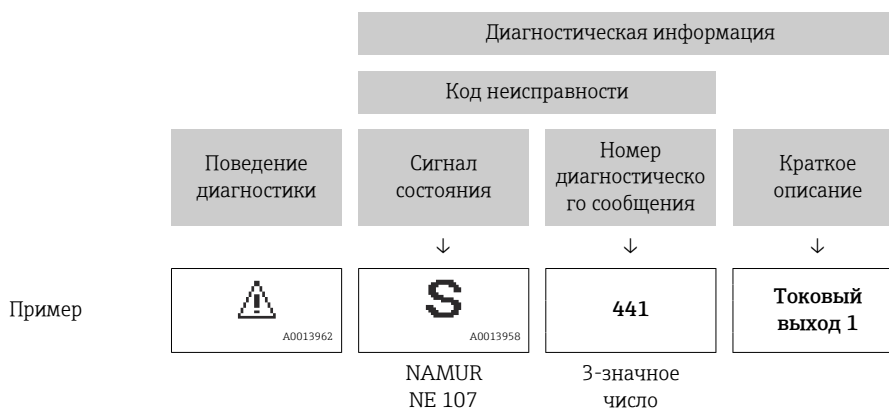 Диагностическая информация
Код неисправности
Поведение
диагностики
Сигнал
состояния
Номер
диагностическо
го сообщения
Краткое
описание
↓ ↓ ↓
Пример
A0013962
S
A0013958
441
Токовый
выход 1
NAMUR
NE 107
3-значное
число